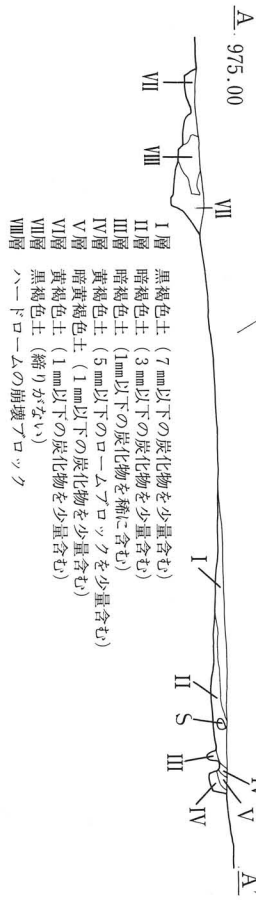 A 975.00 A'
VII
VIII
VII
I
II
S
III
IV
V
IV
I層 黒褐色土（7mm以下の炭化物を少量含む）
II層 暗褐色土（3mm以下の炭化物を少量含む）
III層 暗褐色土（1mm以下の炭化物を稀に含む）
IV層 黄褐色土（5mm以下のロームブロックを少量含む）
V層 暗黄褐色土（1mm以下の炭化物を少量含む）
VI層 黄褐色土（1mm以下の炭化物を少量含む）
VII層 黒褐色土（締りがない）
VIII層 ハードロームの崩壊ブロック